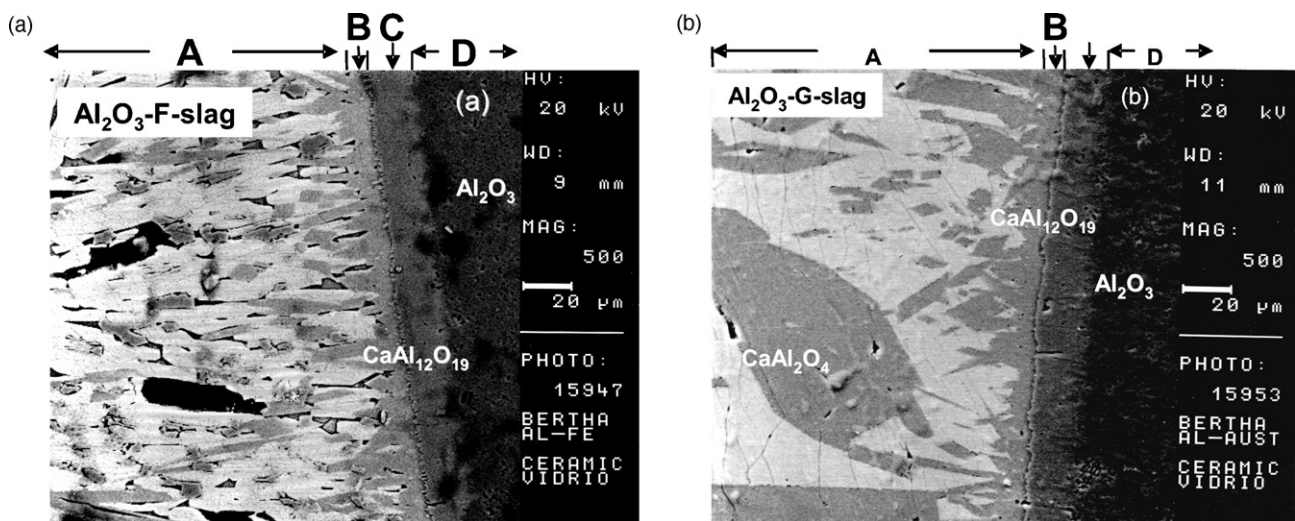 (a)
A B C D
Al₂O₃-F-slag
(a)
Al₂O₃
CaAl₁₂O₁₉
HV:
20 kV
WD:
9 mm
MAG:
500
20 µm
PHOTO:
15947
BERTHA
AL-FE
CERAMIC
VIDRIO
(b)
A B D
Al₂O₃-G-slag
(b)
CaAl₁₂O₁₉
Al₂O₃
CaAl₂O₄
HV:
20 kV
WD:
11 mm
MAG:
500
20 µm
PHOTO:
15953
BERTHA
AL-AUST
CERAMIC
VIDRIO